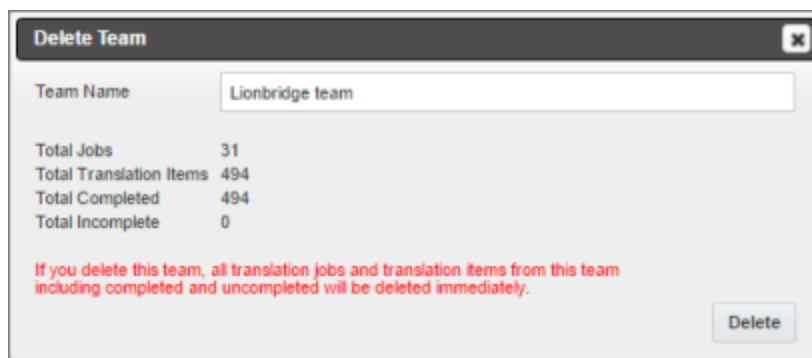 Delete Team
Team Name Lionbridge team
Total Jobs 31
Total Translation Items 494
Total Completed 494
Total Incomplete 0
If you delete this team, all translation jobs and translation items from this team
including completed and uncompleted will be deleted immediately.
Delete